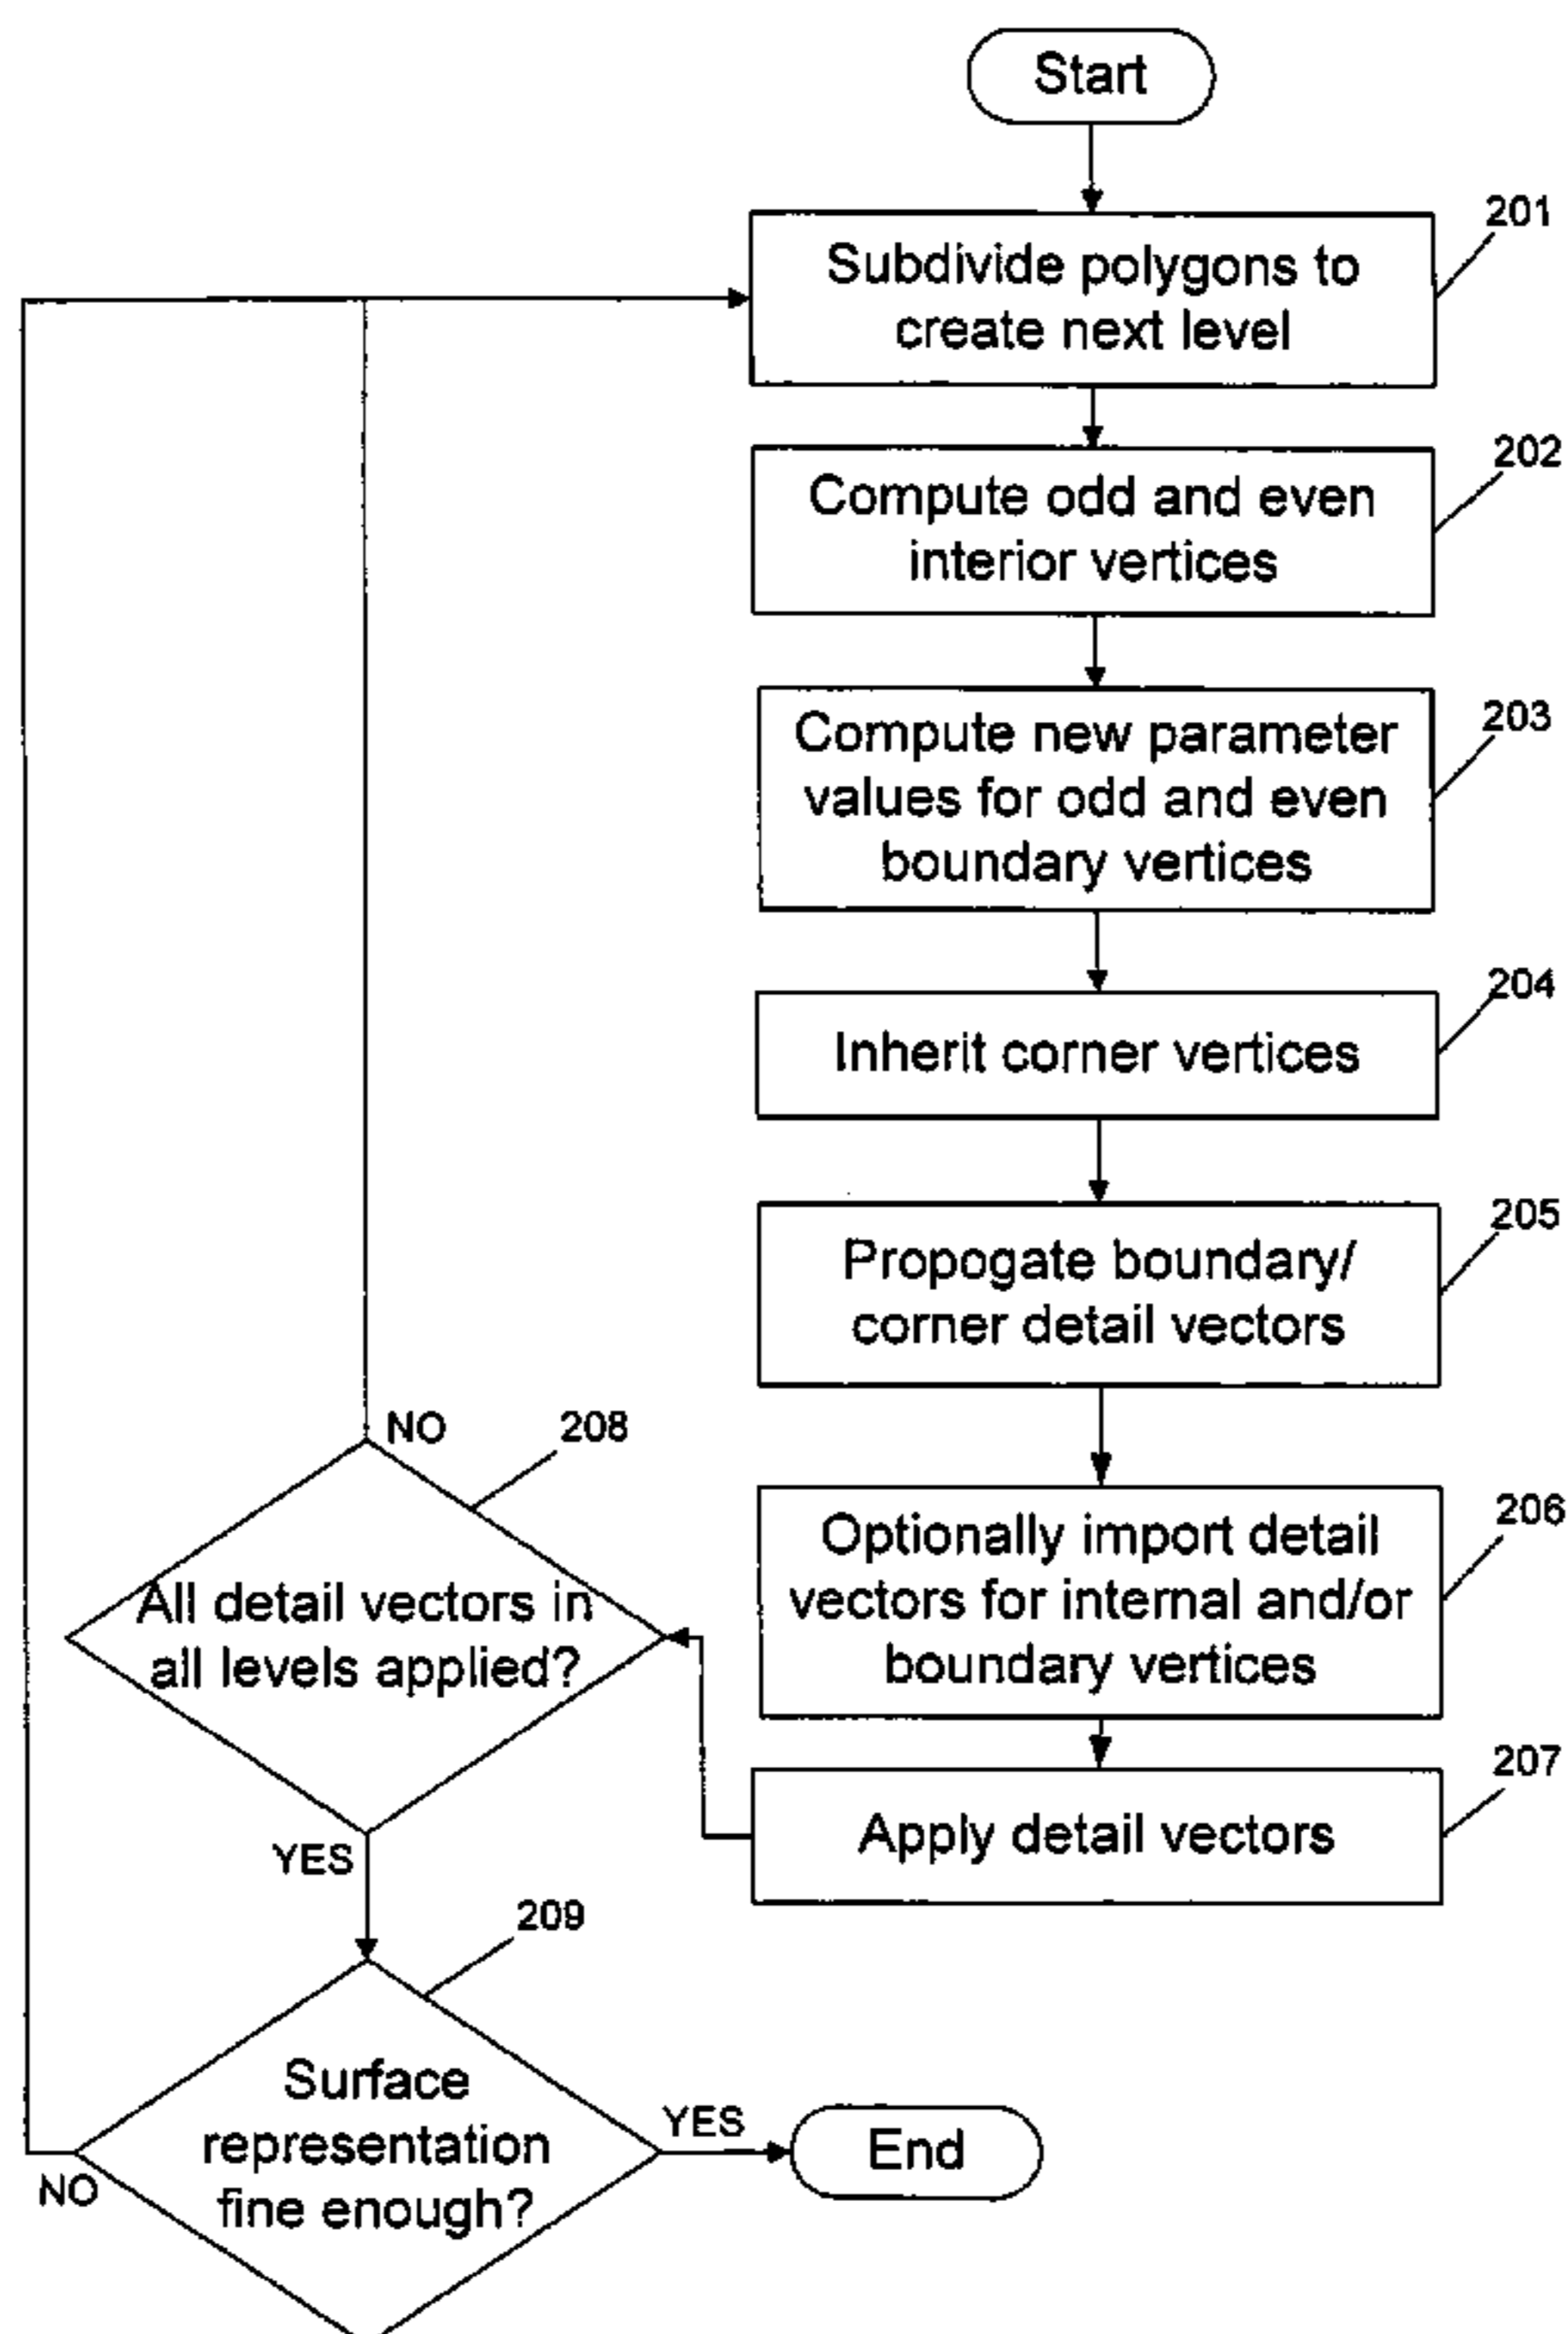 Start
201
Subdivide polygons to
create next level
202
Compute odd and even
interior vertices
203
Compute new parameter
values for odd and even
boundary vertices
204
Inherit corner vertices
205
Propogate boundary/
corner detail vectors
206
Optionally import detail
vectors for internal and/or
boundary vertices
207
Apply detail vectors
NO
208
All detail vectors in
all levels applied?
YES
209
Surface
representation
fine enough?
NO
YES
End